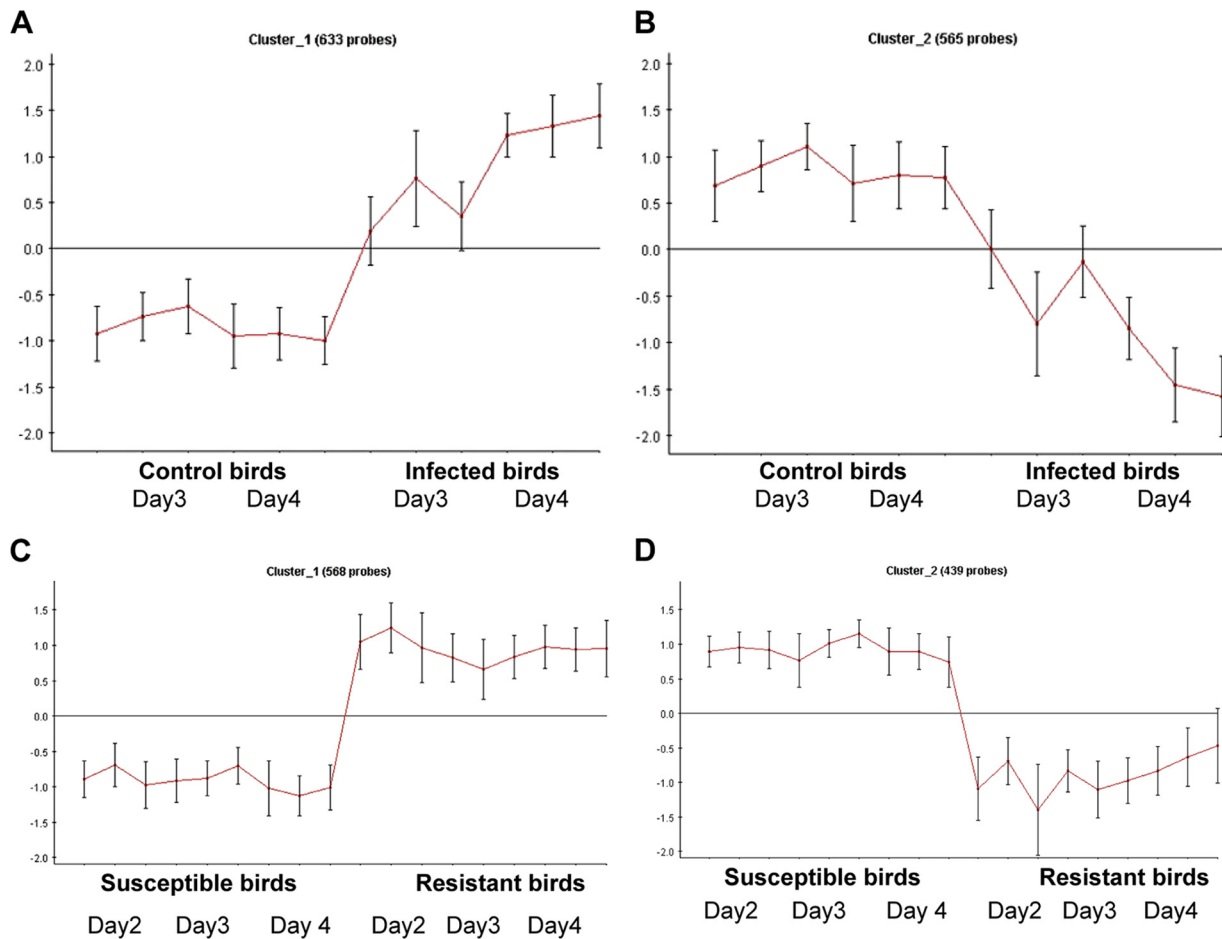 A
Cluster_1 (633 probes)
2.0
1.5
1.0
0.5
0.0
-0.5
-1.0
-1.5
-2.0
Control birds Infected birds
Day3 Day4 Day3 Day4
B
Cluster_2 (565 probes)
2.0
1.5
1.0
0.5
0.0
-0.5
-1.0
-1.5
-2.0
Control birds Infected birds
Day3 Day4 Day3 Day4
C
Cluster_1 (568 probes)
1.5
1.0
0.5
0.0
-0.5
-1.0
-1.5
-2.0
Susceptible birds Resistant birds
Day2 Day3 Day 4 Day2 Day3 Day4
D
Cluster_2 (439 probes)
1.5
1.0
0.5
0.0
-0.5
-1.0
-1.5
-2.0
Susceptible birds Resistant birds
Day2 Day3 Day 4 Day2 Day3 Day4